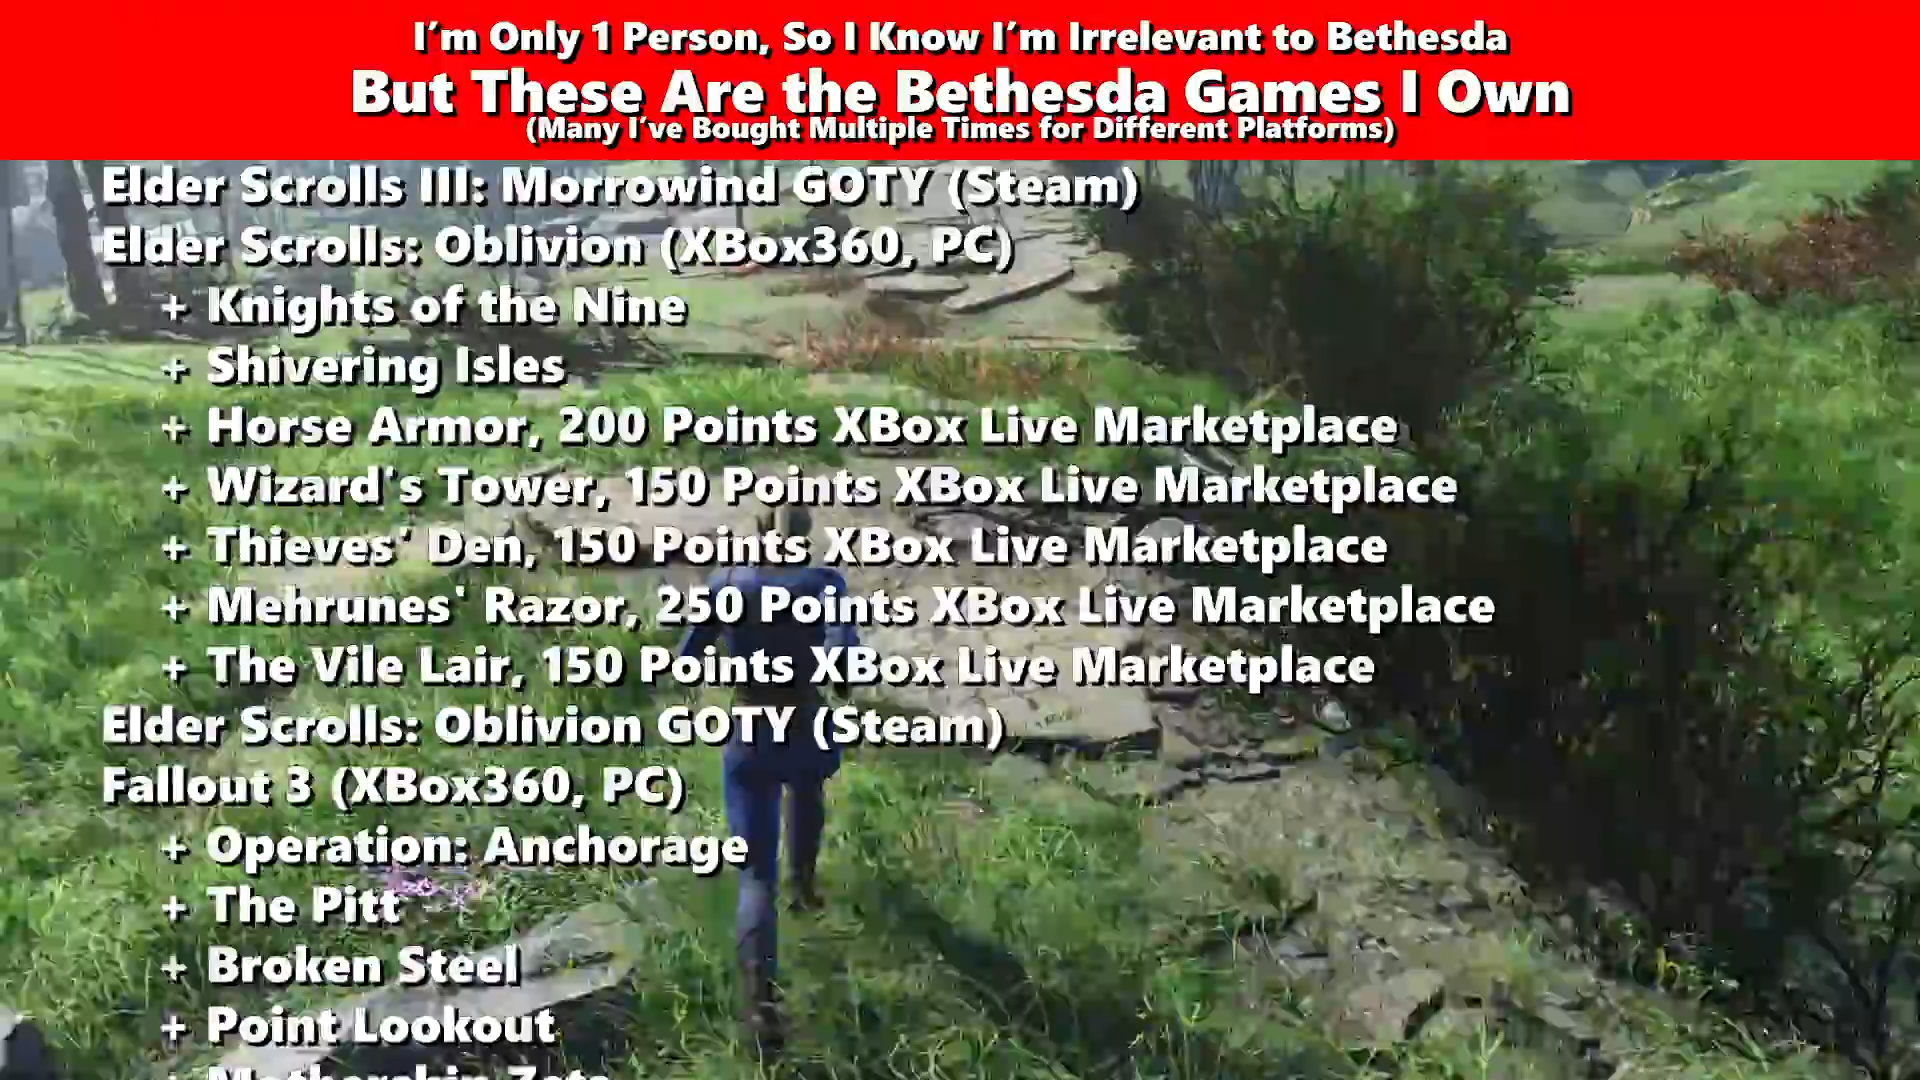 I'm Only 1 Person, So I Know I'm Irrelevant to Bethesda
But These Are the Bethesda Games I Own
(Many I've Bought Multiple Times for Different Platforms)
Elder Scrolls III: Morrowind GOTY (Steam)
Elder Scrolls: Oblivion (XBox360, PC)
+ Knights of the Nine
+ Shivering Isles
+ Horse Armor, 200 Points XBox Live Marketplace
+ Wizard's Tower, 150 Points XBox Live Marketplace
+ Thieves' Den, 150 Points XBox Live Marketplace
+ Mehrunes' Razor, 250 Points XBox Live Marketplace
+ The Vile Lair, 150 Points XBox Live Marketplace
Elder Scrolls: Oblivion GOTY (Steam)
Fallout 3 (XBox360, PC)
+ Operation: Anchorage
+ The Pitt
+ Broken Steel
+ Point Lookout
+ Mothership Zeta